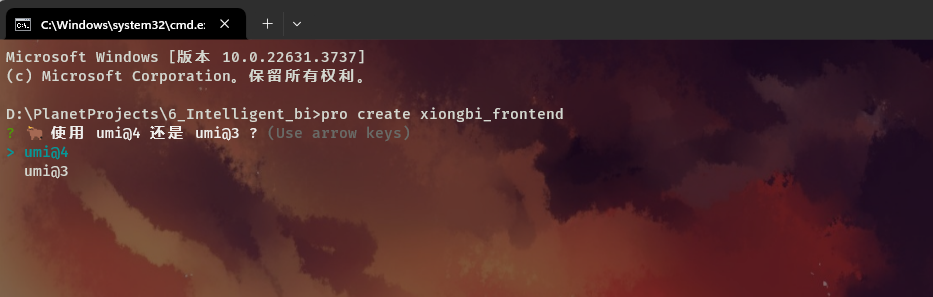 C:\Windows\system32\cmd.e
Microsoft Windows [版本 10.0.22631.3737]
(c) Microsoft Corporation。保留所有权利。
D:\PlanetProjects\6_Intelligent_bi>pro create xiongbi_frontend
? 🐂 使用 umi@4 还是 umi@3 ? (Use arrow keys)
> umi@4
umi@3